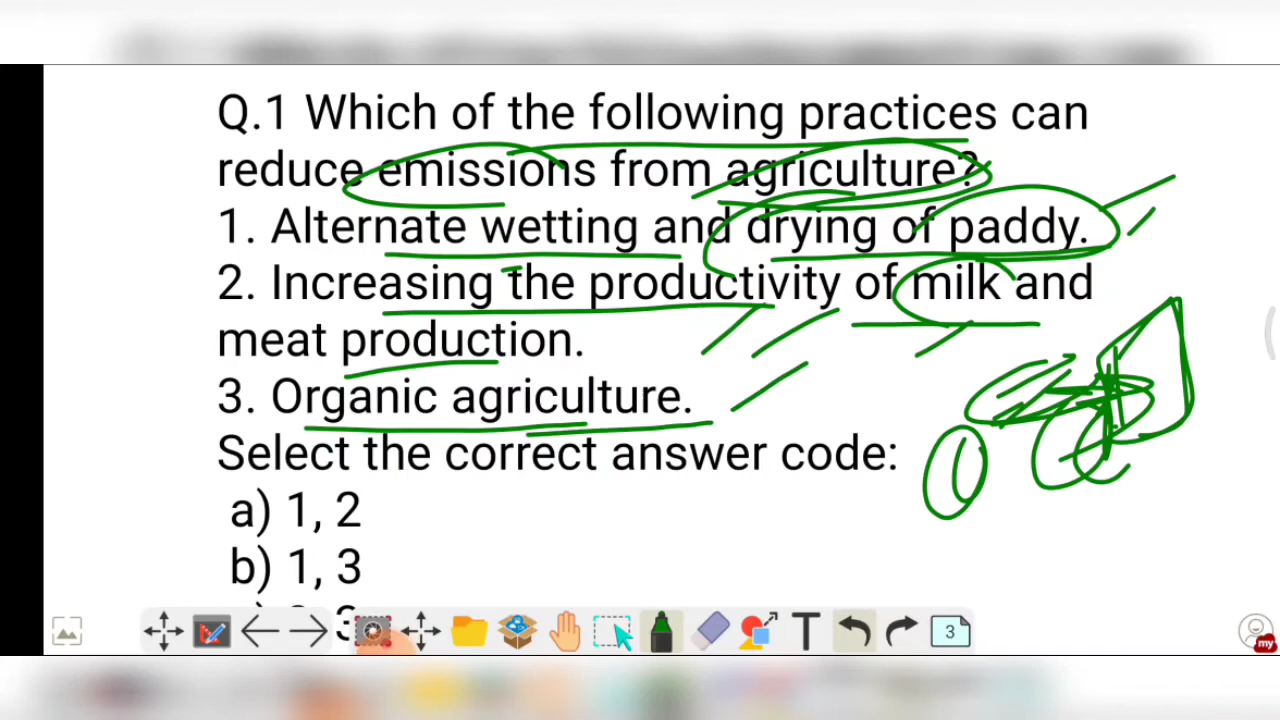 Q.1 Which of the following practices can
reduce emissions from agriculture?
1. Alternate wetting and drying of paddy.
2. Increasing the productivity of milk and
meat production.
3. Organic agriculture.
Select the correct answer code:
a) 1, 2
b) 1, 3
T
3
my